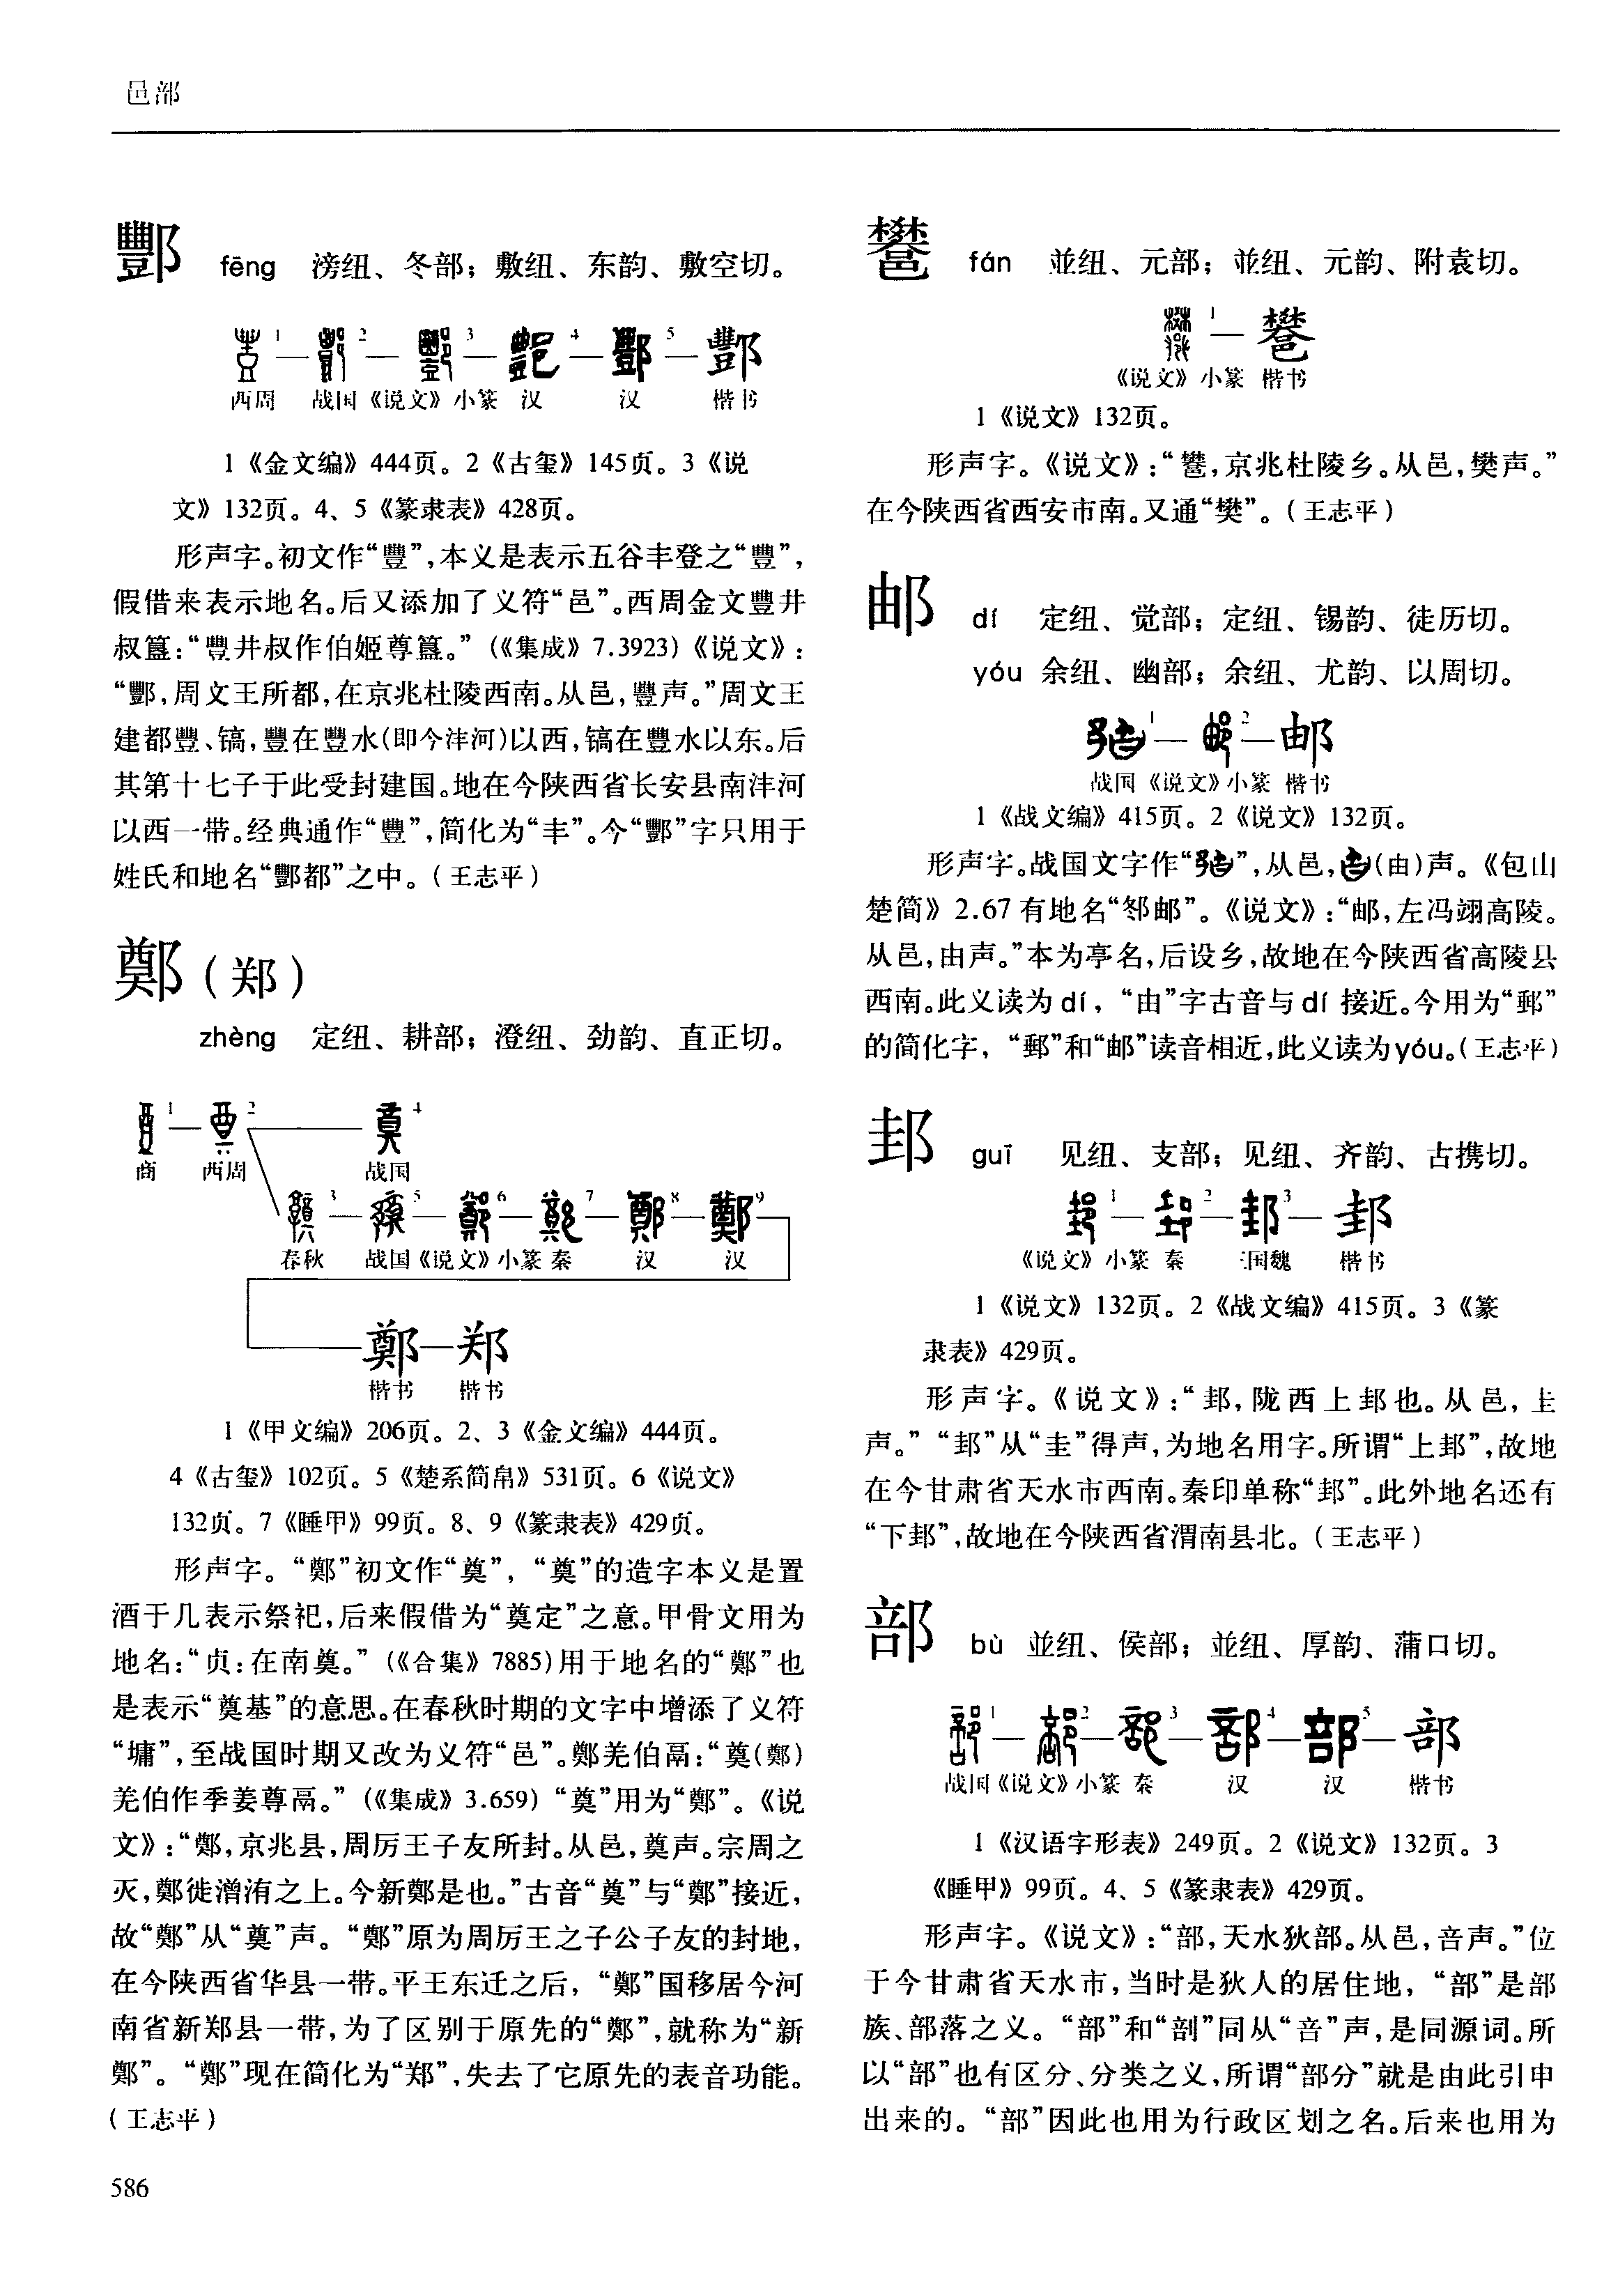 邑部
酆 fēng 滂纽、冬部；敷纽、东韵、敷空切。
1 2 3 4 5 酆
西周 战国《说文》小篆 汉 汉 楷书
1《金文编》444页。2《古玺》145页。3《说
文》132页。4、5《篆隶表》428页。
形声字。初文作“豐”，本义是表示五谷丰登之“豐”，
假借来表示地名。后又添加了义符“邑”。西周金文豐井
叔簋：“豐井叔作伯姬尊簋。”(《集成》7.3923)《说文》：
“酆，周文王所都，在京兆杜陵西南。从邑，豐声。”周文王
建都豐、镐，豐在豐水(即今沣河)以西，镐在豐水以东。后
其第十七子于此受封建国。地在今陕西省长安县南沣河
以西一带。经典通作“豐”，简化为“丰”。今“酆”字只用于
姓氏和地名“酆都”之中。（王志平）
鄭（郑）
zhèng 定纽、耕部；澄纽、劲韵、直正切。
1 2 4
商 西周 战国
3 5 6 7 8 9
春秋 战国《说文》小篆 秦 汉 汉
鄭 郑
楷书 楷书
1《甲文编》206页。2、3《金文编》444页。
4《古玺》102页。5《楚系简帛》531页。6《说文》
132页。7《睡甲》99页。8、9《篆隶表》429页。
形声字。“鄭”初文作“奠”，“奠”的造字本义是置
酒于几表示祭祀，后来假借为“奠定”之意。甲骨文用为
地名：“贞：在南奠。”(《合集》7885)用于地名的“鄭”也
是表示“奠基”的意思。在春秋时期的文字中增添了义符
“墉”，至战国时期又改为义符“邑”。鄭羌伯鬲：“奠(鄭)
羌伯作季姜尊鬲。”(《集成》3.659)“奠”用为“鄭”。《说
文》：“鄭，京兆县，周厉王子友所封。从邑，奠声。宗周之
灭，鄭徙潧洧之上。今新鄭是也。”古音“奠”与“鄭”接近，
故“鄭”从“奠”声。“鄭”原为周厉王之子公子友的封地，
在今陕西省华县一带。平王东迁之后，“鄭”国移居今河
南省新郑县一带，为了区别于原先的“鄭”，就称为“新
鄭”。“鄭”现在简化为“郑”，失去了它原先的表音功能。
（王志平）
586
鄨 fán 並纽、元部；並纽、元韵、附袁切。
1
《说文》小篆 楷书
1《说文》132页。
形声字。《说文》：“，京兆杜陵乡。从邑，樊声。”
在今陕西省西安市南。又通“樊”。（王志平）
邮 dí 定纽、觉部；定纽、锡韵、徒历切。
yóu 余纽、幽部；余纽、尤韵、以周切。
1 2 邮
战国《说文》小篆 楷书
1《战文编》415页。2《说文》132页。
形声字。战国文字作“”，从邑，(由)声。《包山
楚简》2.67有地名“邮”。《说文》：“邮，左冯翊高陵。
从邑，由声。”本为亭名，后设乡，故地在今陕西省高陵县
西南。此义读为dí，“由”字古音与dí接近。今用为“郵”
的简化字，“郵”和“邮”读音相近，此义读为yóu。（王志平）
邽 guī 见纽、支部；见纽、齐韵、古携切。
1 2 3 邽
《说文》小篆 秦 三国魏 楷书
1《说文》132页。2《战文编》415页。3《篆
隶表》429页。
形声字。《说文》：“邽，陇西上邽也。从邑，圭
声。”“邽”从“圭”得声，为地名用字。所谓“上邽”，故地
在今甘肃省天水市西南。秦印单称“邽”。此外地名还有
“下邽”，故地在今陕西省渭南县北。（王志平）
部 bù 並纽、侯部；並纽、厚韵、蒲口切。
1 2 3 4 5 部
战国《说文》小篆 秦 汉 汉 楷书
1《汉语字形表》249页。2《说文》132页。3
《睡甲》99页。4、5《篆隶表》429页。
形声字。《说文》：“部，天水狄部。从邑，咅声。”位
于今甘肃省天水市，当时是狄人的居住地，“部”是部
族、部落之义。“部”和“剖”同从“咅”声，是同源词。所
以“部”也有区分、分类之义，所谓“部分”就是由此引申
出来的。“部”因此也用为行政区划之名。后来也用为